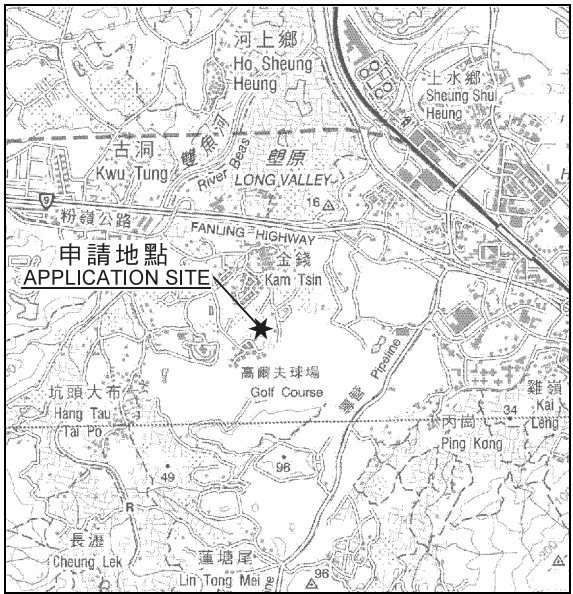 河上鄉
Ho Sheung
Heung
上水鄉
Sheung Shui
Heung
古洞
Kwu Tung
雙魚河
River Beas
塱原
LONG VALLEY
16
9
粉嶺公路
FANLING HIGHWAY
申請地點
APPLICATION SITE
金錢
Kam Tsin
高爾夫球場
Golf Course
Pipeline
坑頭大布
Hang Tau
Tai Po
雞嶺
Kai
Leng
34
丙崗
Ping Kong
96
49
R
200
長瀝
Cheung Lek
蓮塘尾
Lin Tong Mei
96